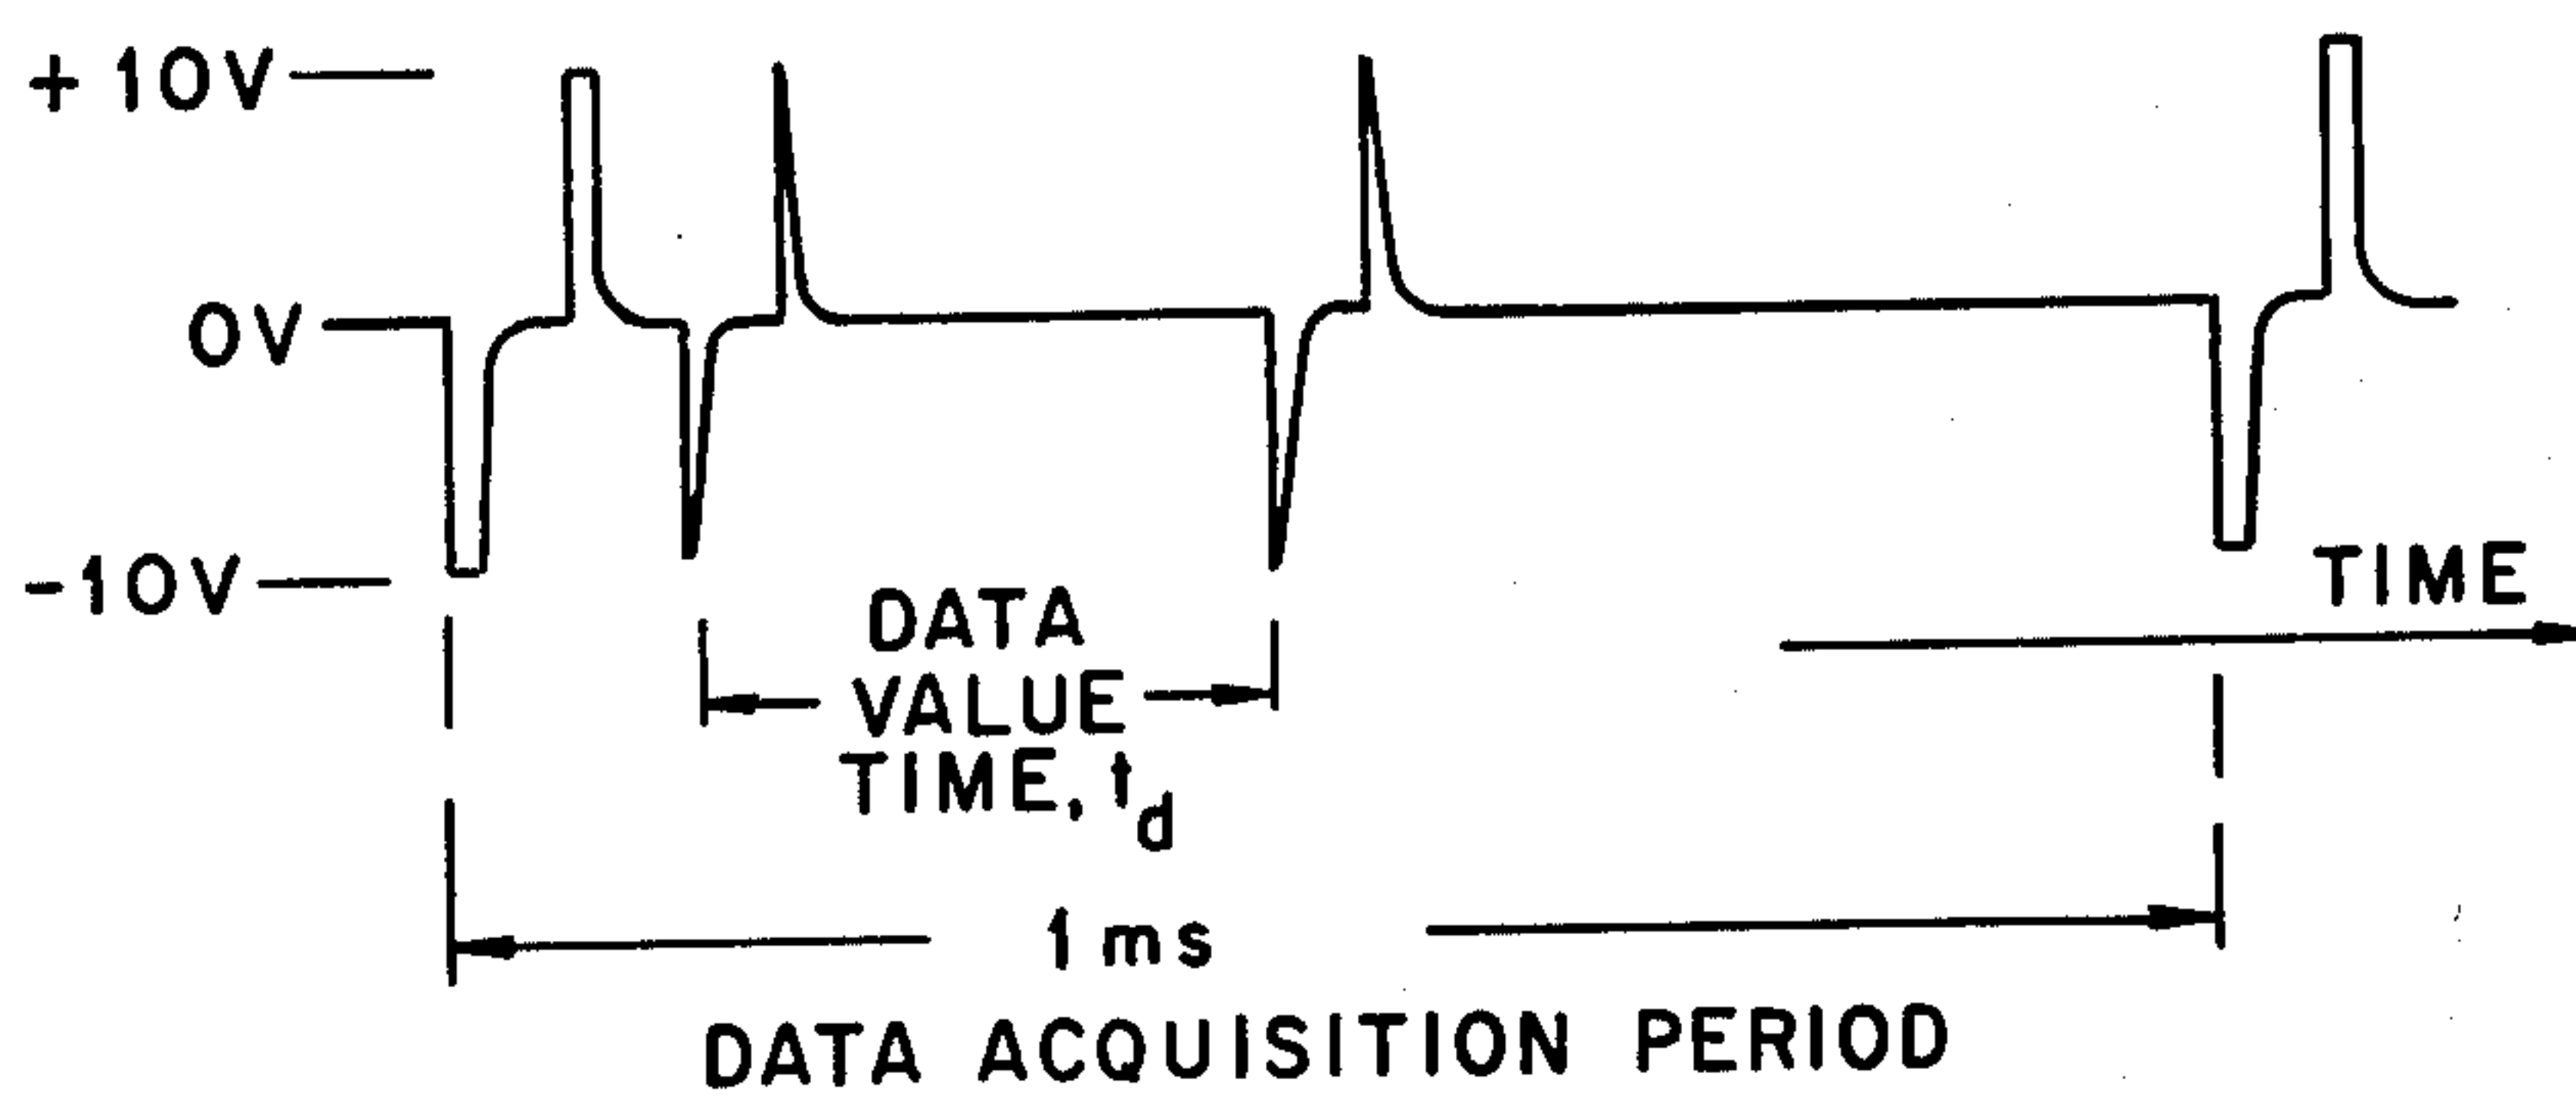 +10V
0V
-10V
TIME
DATA
VALUE
TIME, td
1 ms
DATA ACQUISITION PERIOD